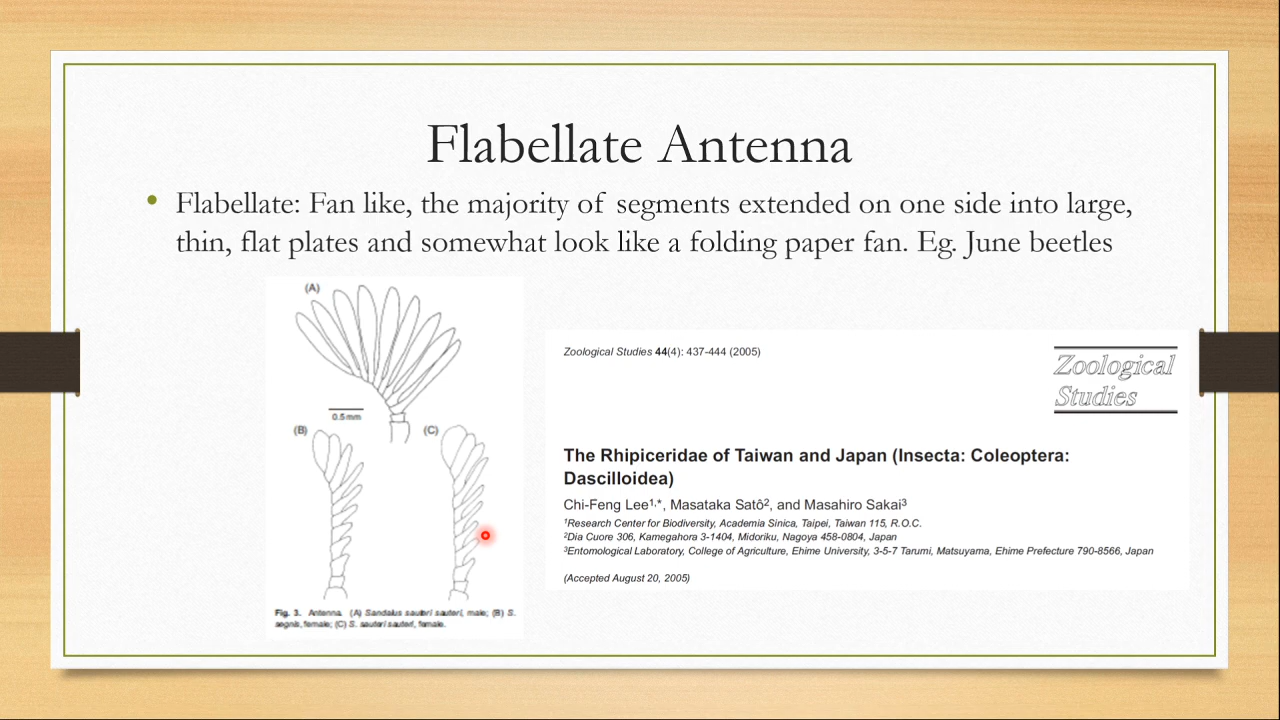 Flabellate Antenna
• Flabellate: Fan like, the majority of segments extended on one side into large,
thin, flat plates and somewhat look like a folding paper fan. Eg. June beetles
(A)
0.5 mm
(B)
(C)
Fig. 3. Antenna. (A) Sandalus sauteri sauteri, male; (B) S.
segnis, female; (C) S. sauteri sauteri, female.
Zoological Studies 44(4): 437-444 (2005)
Zoological
Studies
The Rhipiceridae of Taiwan and Japan (Insecta: Coleoptera:
Dascilloidea)
Chi-Feng Lee1,*, Masataka Satô2, and Masahiro Sakai3
1Research Center for Biodiversity, Academia Sinica, Taipei, Taiwan 115, R.O.C.
2Dia Cuore 306, Kamegahora 3-1404, Midoriku, Nagoya 458-0804, Japan
3Entomological Laboratory, College of Agriculture, Ehime University, 3-5-7 Tarumi, Matsuyama, Ehime Prefecture 790-8566, Japan
(Accepted August 20, 2005)